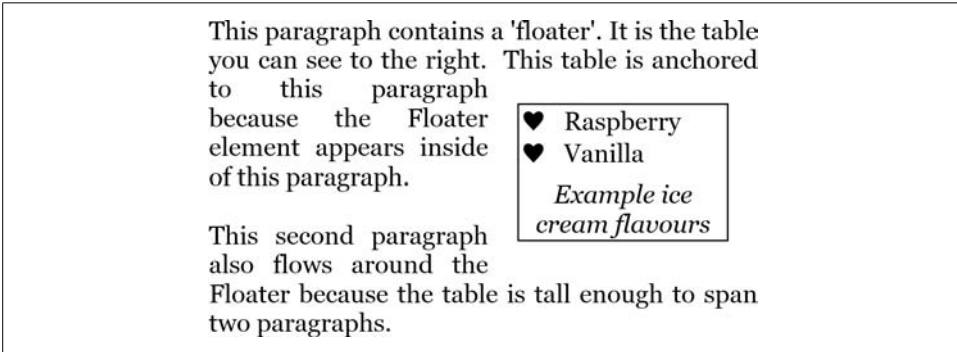 This paragraph contains a 'floater'. It is the table
you can see to the right. This table is anchored
to this paragraph
because the Floater
element appears inside
of this paragraph.
♥ Raspberry
♥ Vanilla
Example ice
cream flavours
This second paragraph
also flows around the
Floater because the table is tall enough to span
two paragraphs.